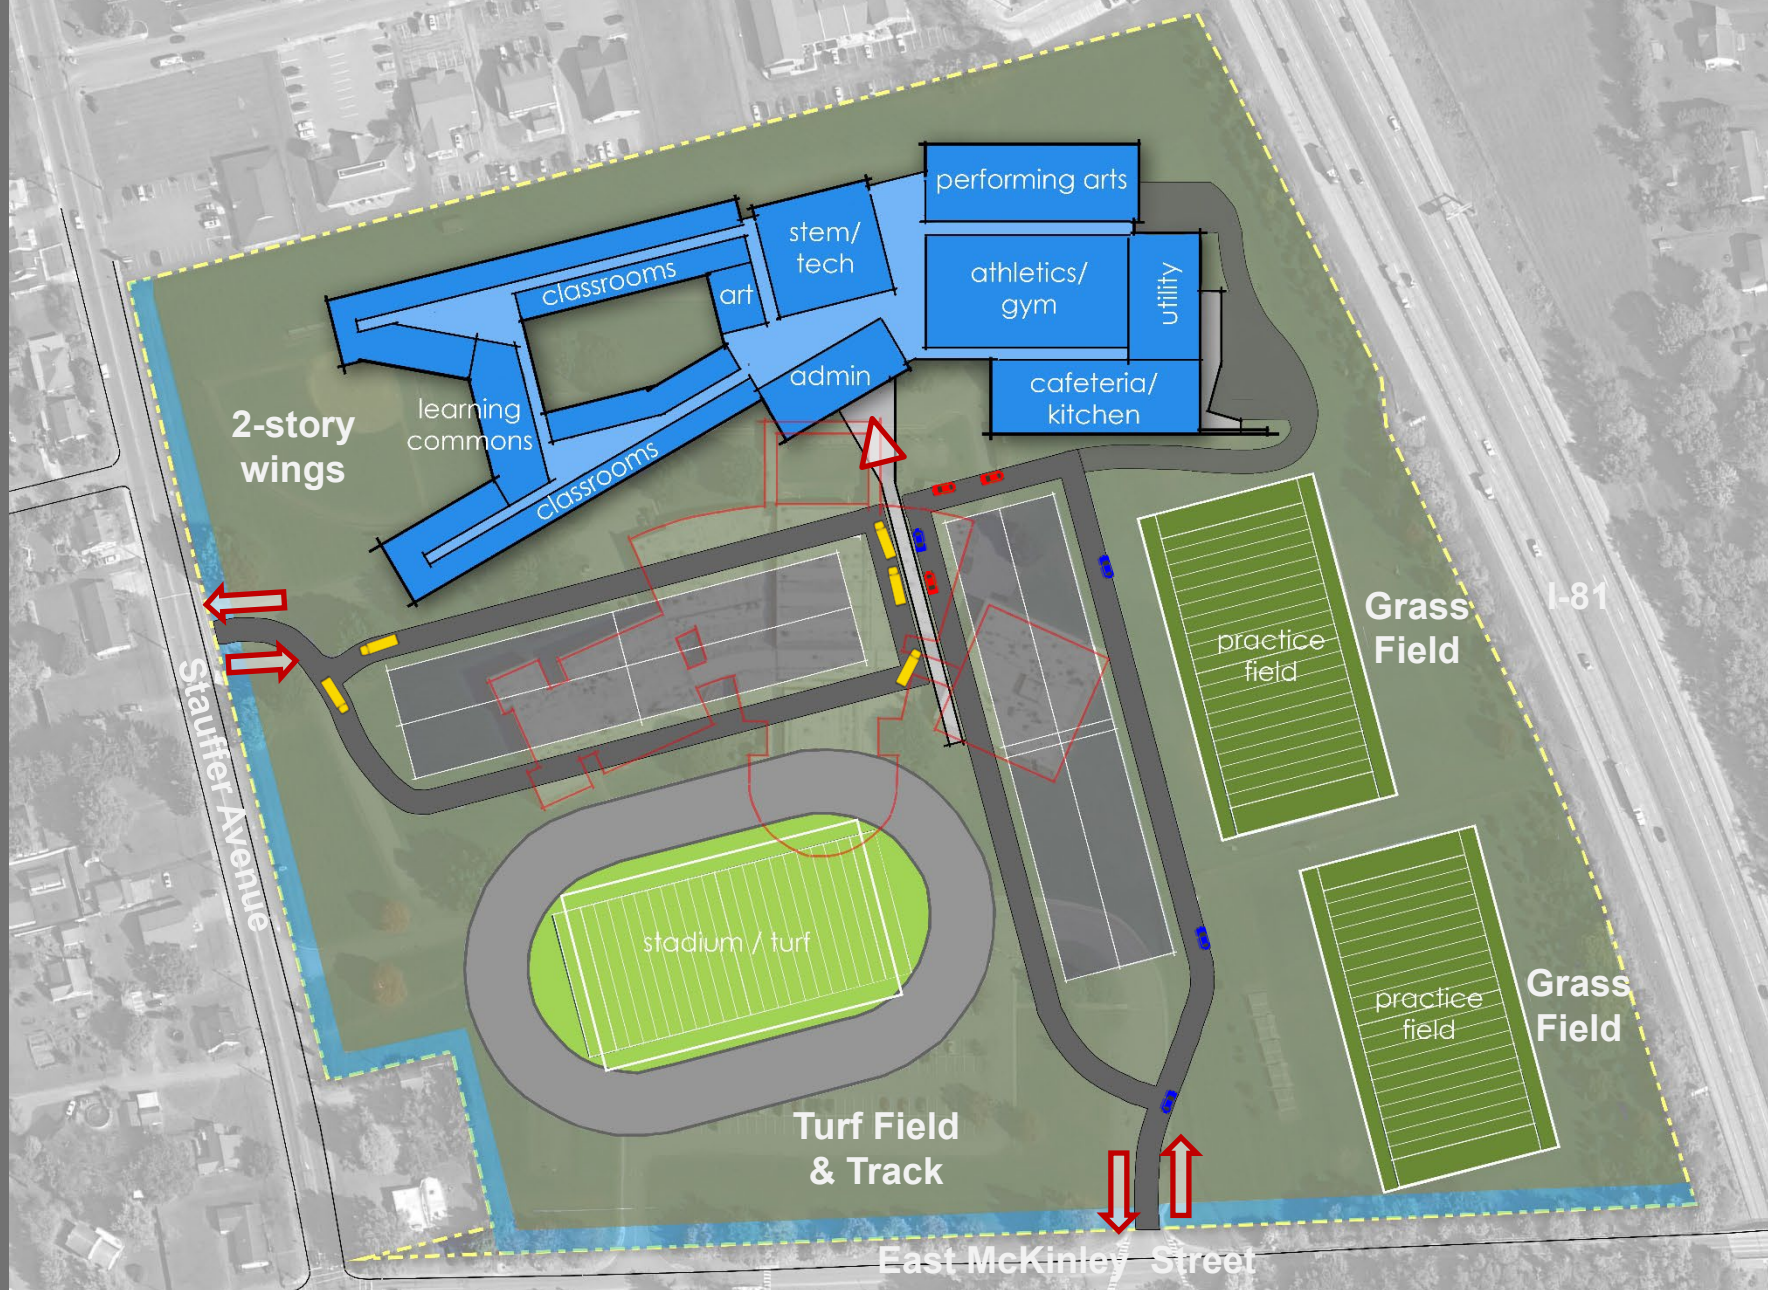 performing arts
stem/
tech
athletics/
gym
utility
classrooms
art
admin
cafeteria/
kitchen
learning
commons
2-story
wings
classrooms
I-81
Grass
Field
practice
field
Stauffer Avenue
stadium / turf
Grass
Field
practice
field
Turf Field
& Track
East McKinley Street